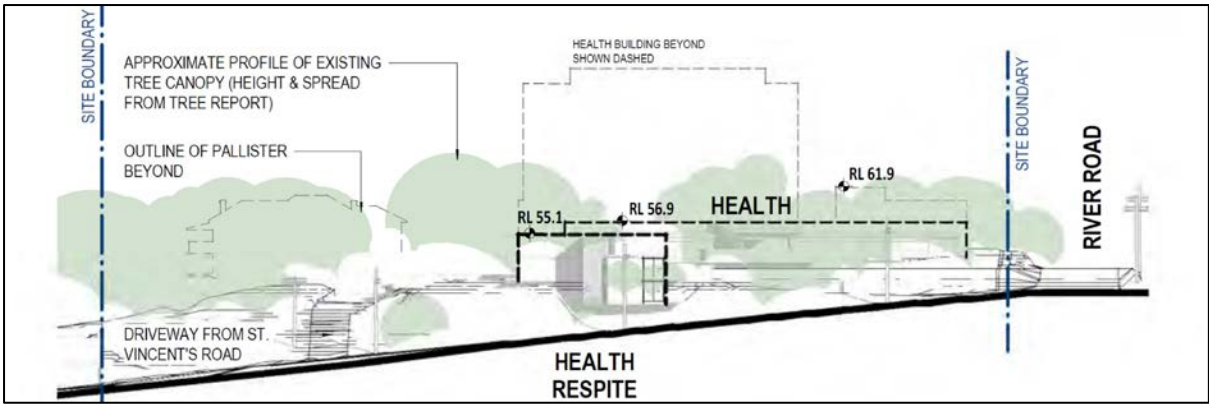 SITE BOUNDARY
APPROXIMATE PROFILE OF EXISTING
TREE CANOPY (HEIGHT & SPREAD
FROM TREE REPORT)
OUTLINE OF PALLISTER
BEYOND
HEALTH BUILDING BEYOND
SHOWN DASHED
RL 55.1
RL 56.9
HEALTH
RL 61.9
SITE BOUNDARY
RIVER ROAD
DRIVEWAY FROM ST.
VINCENT'S ROAD
HEALTH
RESPITE